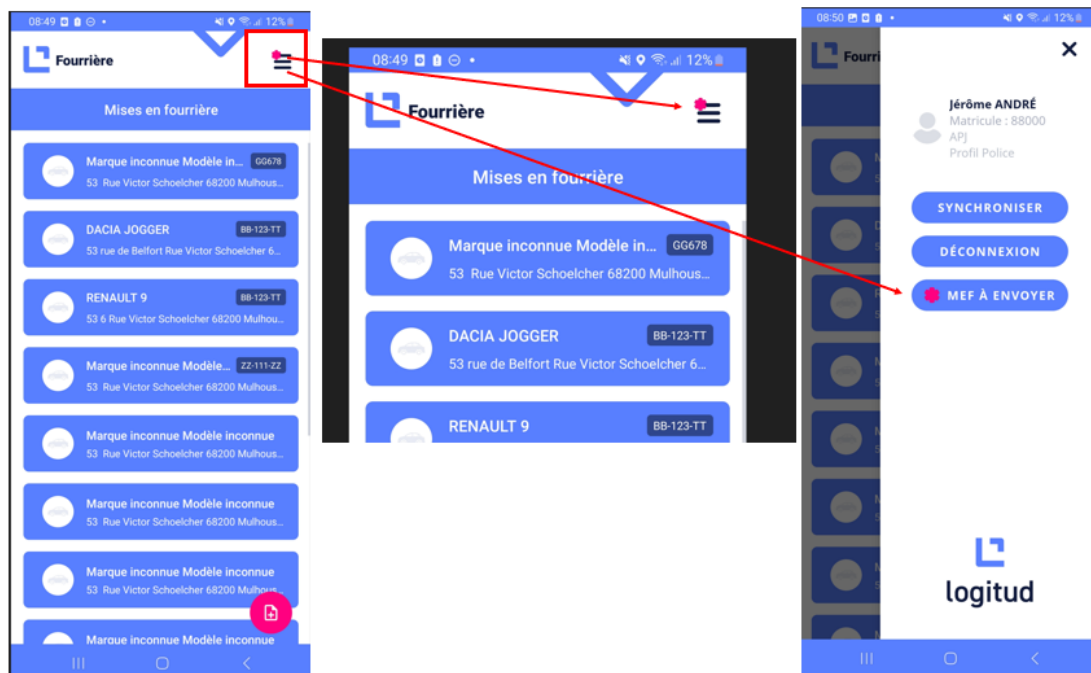 08:49
12%
Fourrière
Mises en fourrière
Marque inconnue Modèle in... GG678
53 Rue Victor Schoelcher 68200 Mulhous...
DACIA JOGGER BB-123-TT
53 rue de Belfort Rue Victor Schoelcher 6...
RENAULT 9 BB-123-TT
53 6 Rue Victor Schoelcher 68200 Mulhou...
Marque inconnue Modèle... ZZ-111-ZZ
53 Rue Victor Schoelcher 68200 Mulhous...
Marque inconnue Modèle inconnue
53 Rue Victor Schoelcher 68200 Mulhous...
Marque inconnue Modèle inconnue
53 Rue Victor Schoelcher 68200 Mulhous...
Marque inconnue Modèle inconnue
53 Rue Victor Schoelcher 68200 Mulhous...
Marque inconnue Modèle inconnue
08:49
12%
Fourrière
Mises en fourrière
Marque inconnue Modèle in... GG678
53 Rue Victor Schoelcher 68200 Mulhous...
DACIA JOGGER BB-123-TT
53 rue de Belfort Rue Victor Schoelcher 6...
RENAULT 9 BB-123-TT
08:50
12%
Fourri
Jérôme ANDRÉ
Matricule : 88000
APJ
Profil Police
SYNCHRONISER
DÉCONNEXION
MEF À ENVOYER
logitud